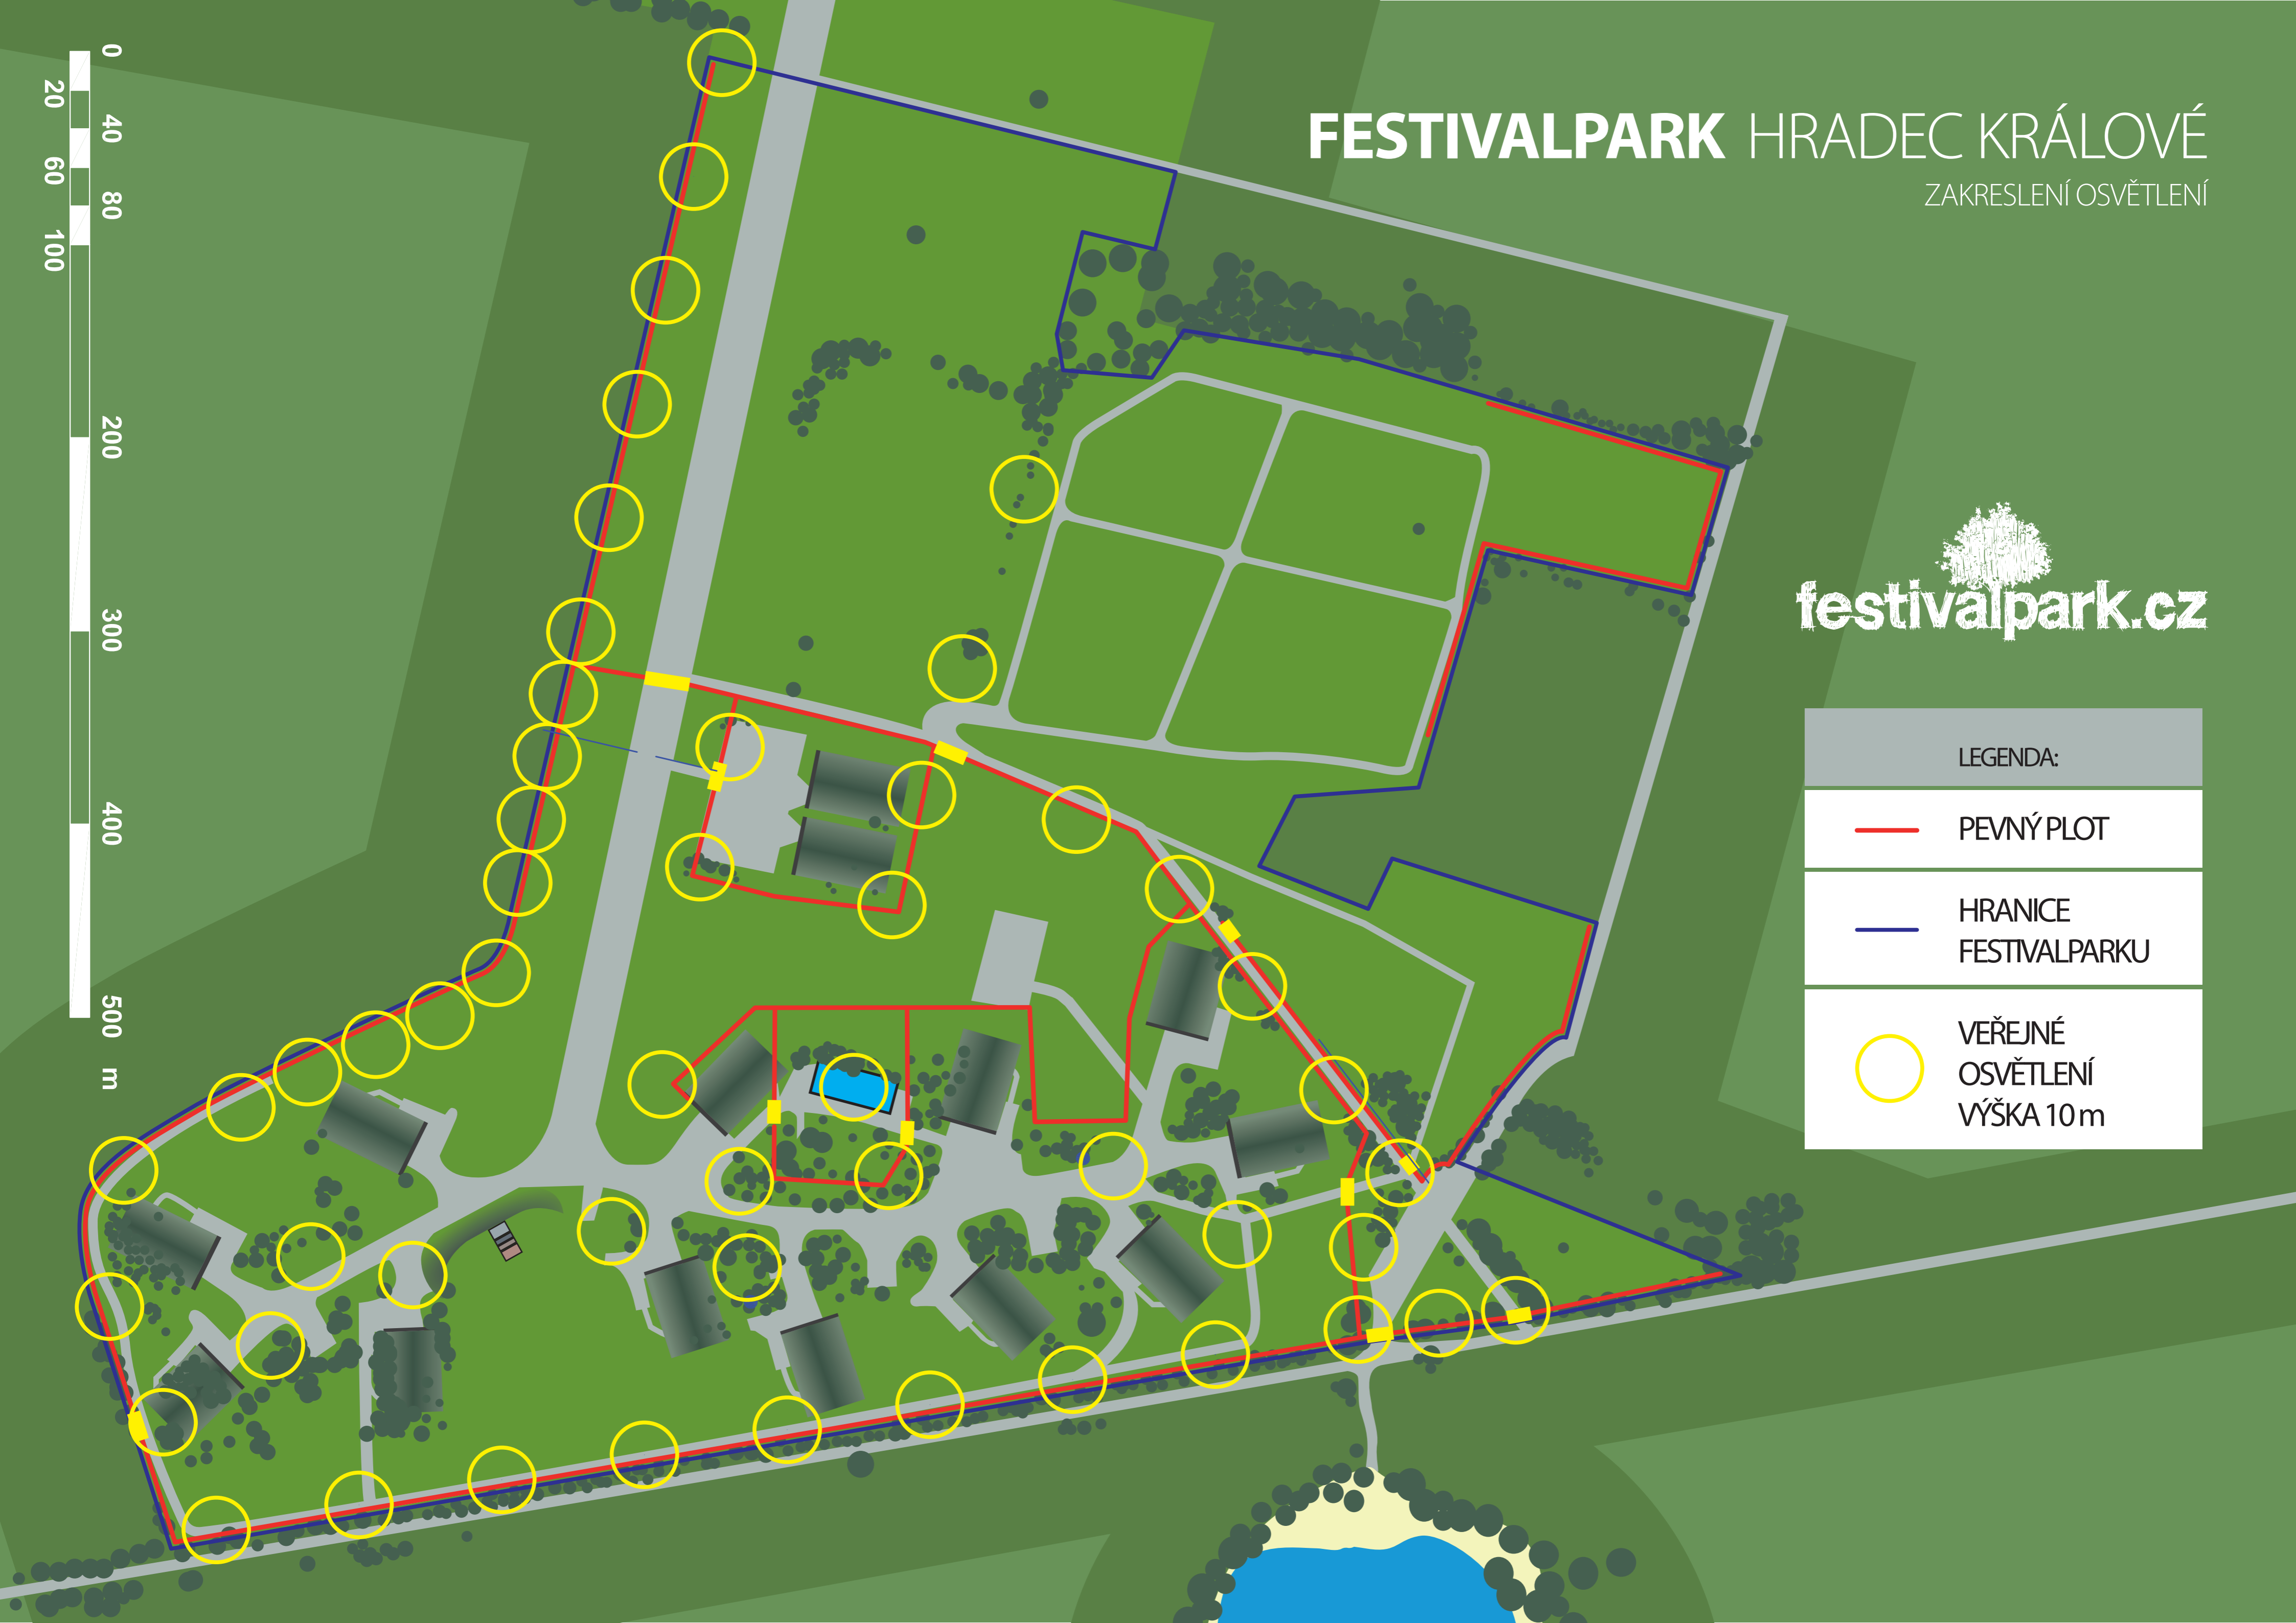 FESTIVALPARK HRADEC KRÁLOVÉ
ZAKRESLENÍ OSVĚTLENÍ
0
20
40
60
80
100
200
300
400
500
m
festivalpark.cz
LEGENDA:
PEVNÝ PLOT
HRANICE
FESTIVALPARKU
VEŘEJNÉ
OSVĚTLENÍ
VÝŠKA 10 m